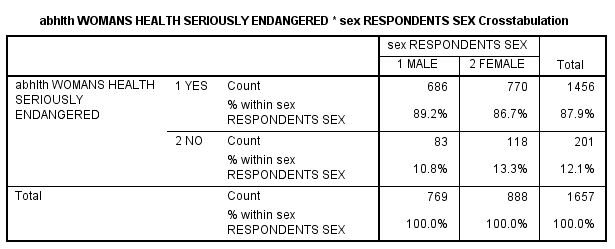 abhlth WOMANS HEALTH SERIOUSLY ENDANGERED * sex RESPONDENTS SEX Crosstabulation
sex RESPONDENTS SEX
1 MALE 2 FEMALE Total
abhlth WOMANS HEALTH SERIOUSLY ENDANGERED 1 YES Count 686 770 1456
% within sex RESPONDENTS SEX 89.2% 86.7% 87.9%
2 NO Count 83 118 201
% within sex RESPONDENTS SEX 10.8% 13.3% 12.1%
Total Count 769 888 1657
% within sex RESPONDENTS SEX 100.0% 100.0% 100.0%